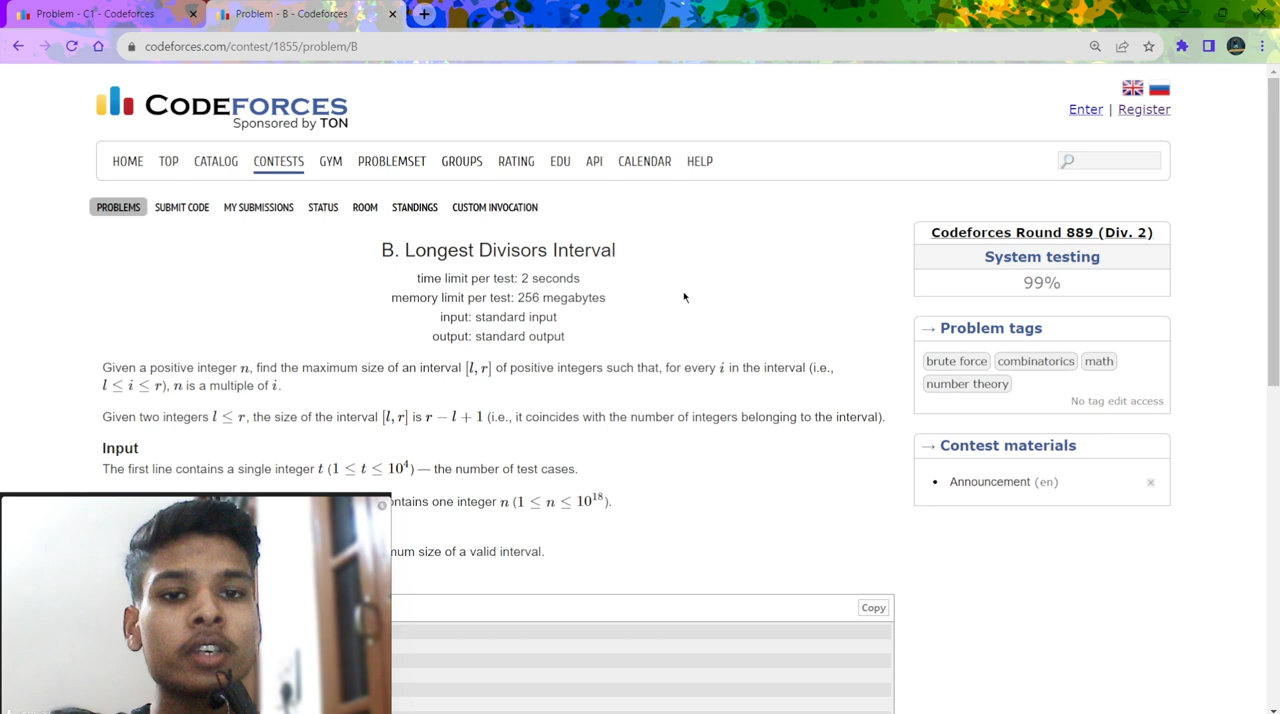 Problem - C1 - Codeforces
Problem - B - Codeforces
codeforces.com/contest/1855/problem/B
CODEFORCES
Sponsored by TON
Enter | Register
HOME TOP CATALOG CONTESTS GYM PROBLEMSET GROUPS RATING EDU API CALENDAR HELP
PROBLEMS SUBMIT CODE MY SUBMISSIONS STATUS ROOM STANDINGS CUSTOM INVOCATION
B. Longest Divisors Interval
time limit per test: 2 seconds
memory limit per test: 256 megabytes
input: standard input
output: standard output
Given a positive integer n, find the maximum size of an interval [l, r] of positive integers such that, for every i in the interval (i.e.,
l ≤ i ≤ r), n is a multiple of i.
Given two integers l ≤ r, the size of the interval [l, r] is r − l + 1 (i.e., it coincides with the number of integers belonging to the interval).
Input
The first line contains a single integer t (1 ≤ t ≤ 10⁴) — the number of test cases.
contains one integer n (1 ≤ n ≤ 10¹⁸).
mum size of a valid interval.
Copy
Codeforces Round 889 (Div. 2)
System testing
99%
→ Problem tags
brute force combinatorics math
number theory
No tag edit access
→ Contest materials
Announcement (en)